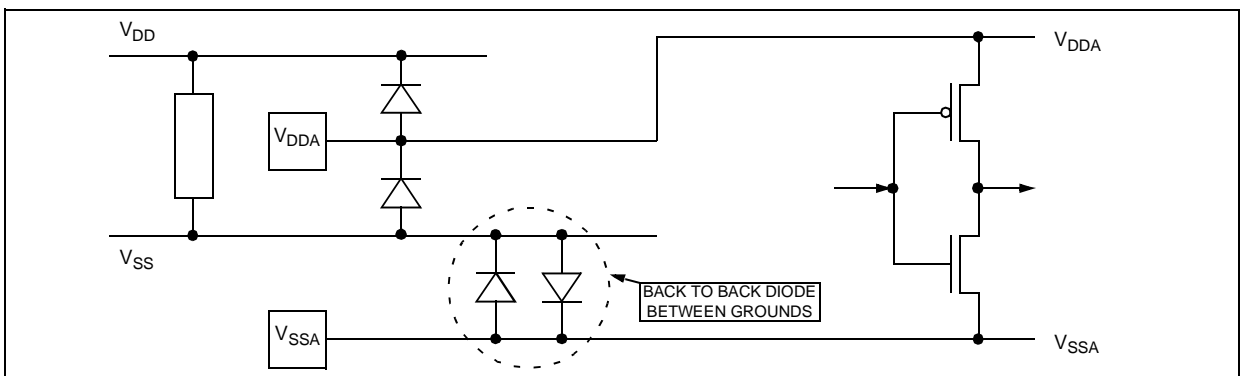 VDD
VDDA
VDDA
VSS
BACK TO BACK DIODE
BETWEEN GROUNDS
VSSA
VSSA